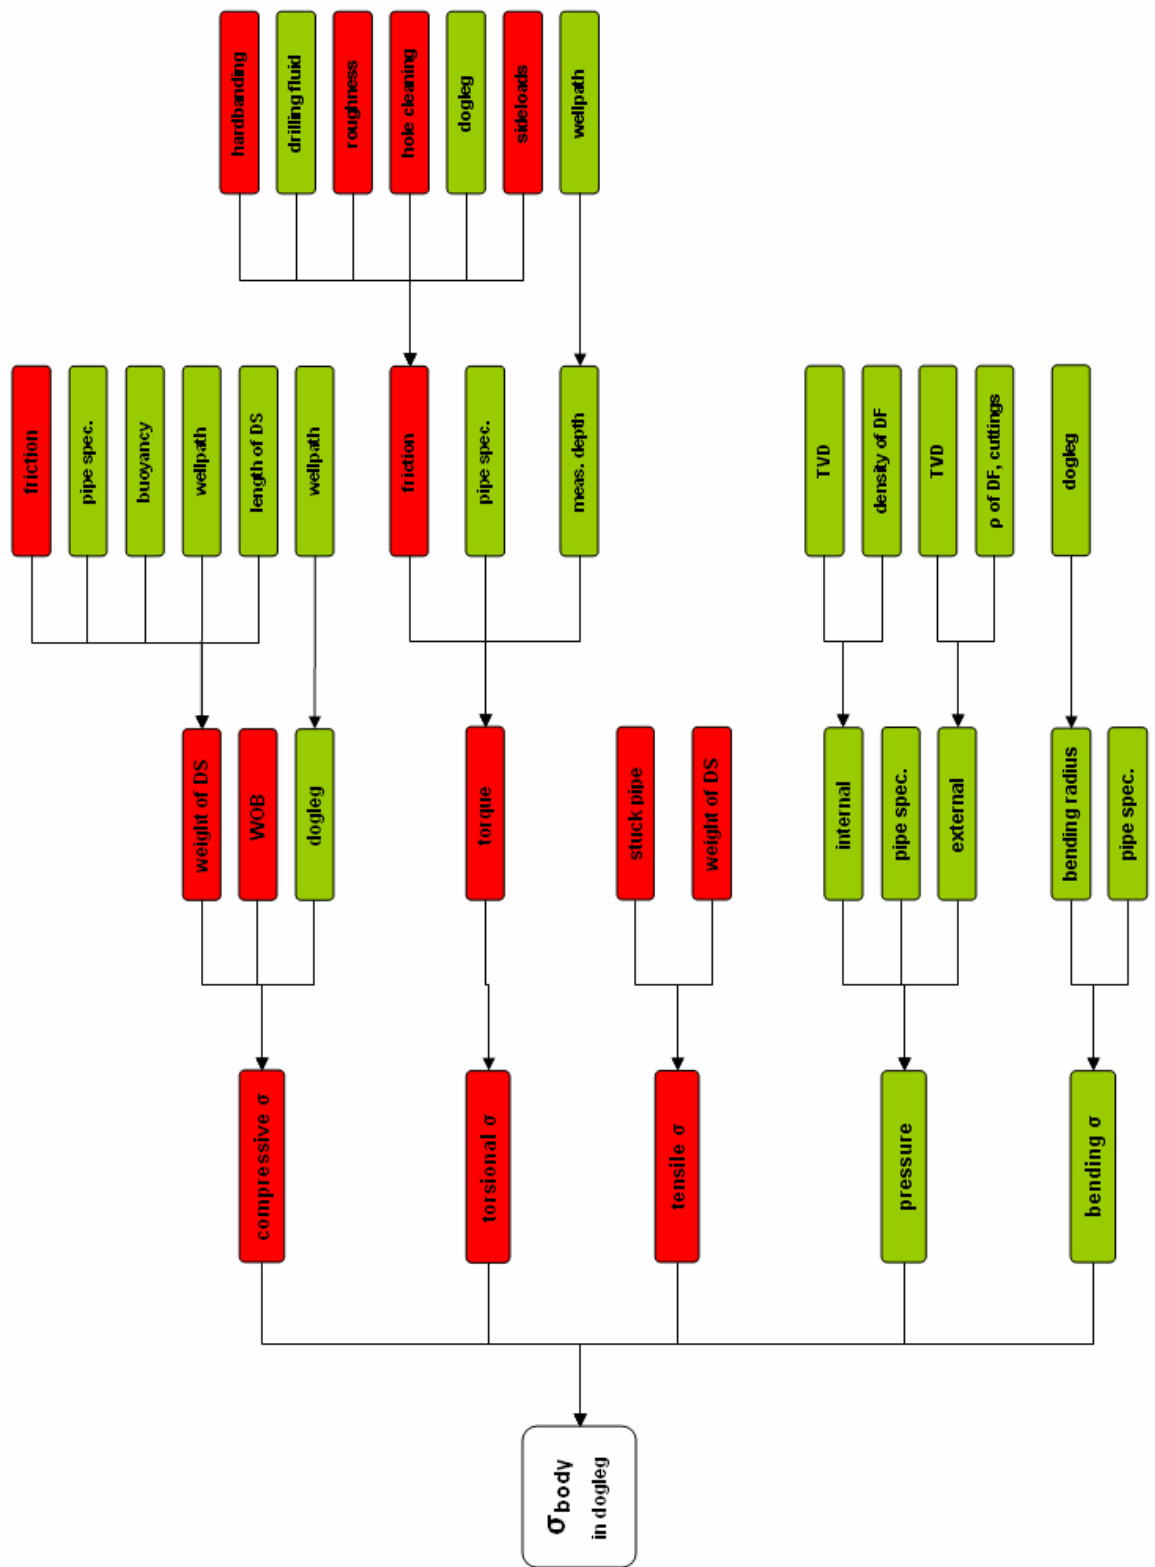 hardbanding
drilling fluid
roughness
hole cleaning
dogleg
sideloads
wellpath
friction
pipe spec.
buoyancy
wellpath
length of DS
wellpath
friction
pipe spec.
meas. depth
TVD
density of DF
TVD
ρ of DF, cuttings
dogleg
weight of DS
WOB
dogleg
torque
stuck pipe
weight of DS
internal
pipe spec.
external
bending radius
pipe spec.
compressive σ
torsional σ
tensile σ
pressure
bending σ
σbody
in dogleg